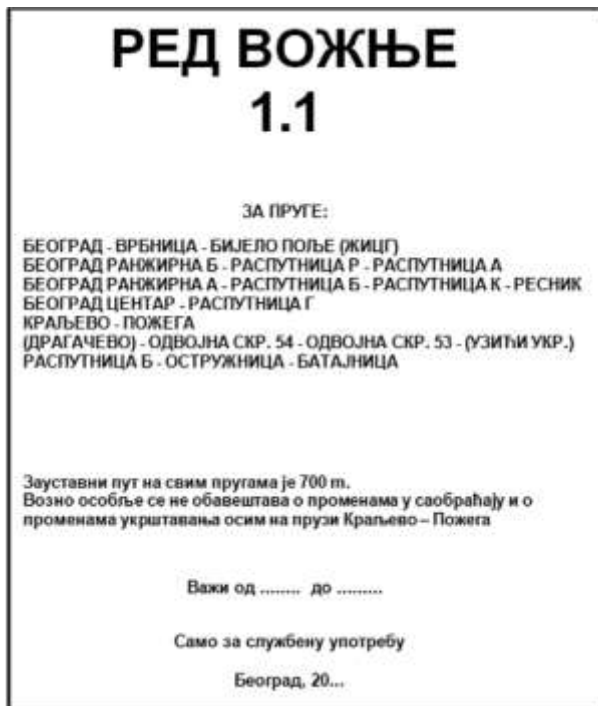 РЕД ВОЖЊЕ
1.1
ЗА ПРУГЕ:
БЕОГРАД - ВРБНИЦА - БИЈЕЛО ПОЉЕ (ЖИЦГ)
БЕОГРАД РАНЖИРНА Б - РАСПУТНИЦА Р - РАСПУТНИЦА А
БЕОГРАД РАНЖИРНА А - РАСПУТНИЦА Б - РАСПУТНИЦА К - РЕСНИК
БЕОГРАД ЦЕНТАР - РАСПУТНИЦА Г
КРАЉЕВО - ПОЖЕГА
(ДРАГАЧЕВО) - ОДВОЈНА СКР. 54 - ОДВОЈНА СКР. 53 - (УЗИЋИ УКР.)
РАСПУТНИЦА Б - ОСТРУЖНИЦА - БАТАЈНИЦА
Зауставни пут на свим пругама је 700 m.
Возно особље се не обавештава о променама у саобраћају и о
променама укрштавања осим на прузи Краљево – Пожега
Важи од ........ до .........
Само за службену употребу
Београд, 20...